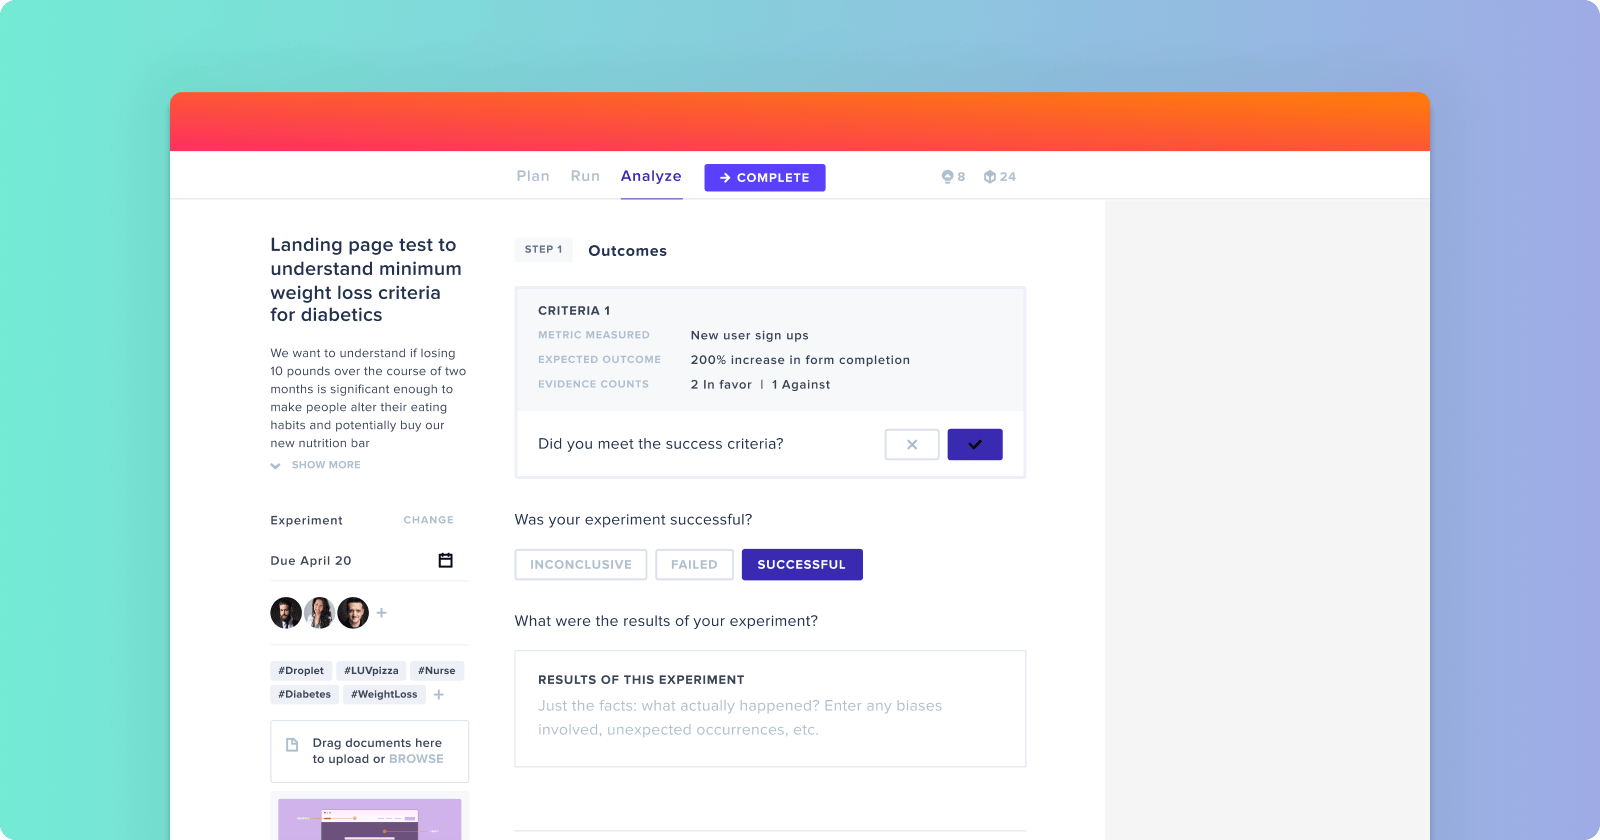 Plan Run Analyze → COMPLETE 8 24
Landing page test to
understand minimum
weight loss criteria
for diabetics
We want to understand if losing
10 pounds over the course of two
months is significant enough to
make people alter their eating
habits and potentially buy our
new nutrition bar
SHOW MORE
Experiment CHANGE
Due April 20
#Droplet #LUVpizza #Nurse
#Diabetes #WeightLoss +
Drag documents here
to upload or BROWSE
STEP 1 Outcomes
CRITERIA 1
METRIC MEASURED New user sign ups
EXPECTED OUTCOME 200% increase in form completion
EVIDENCE COUNTS 2 In favor | 1 Against
Did you meet the success criteria?
Was your experiment successful?
INCONCLUSIVE FAILED SUCCESSFUL
What were the results of your experiment?
RESULTS OF THIS EXPERIMENT
Just the facts: what actually happened? Enter any biases
involved, unexpected occurrences, etc.